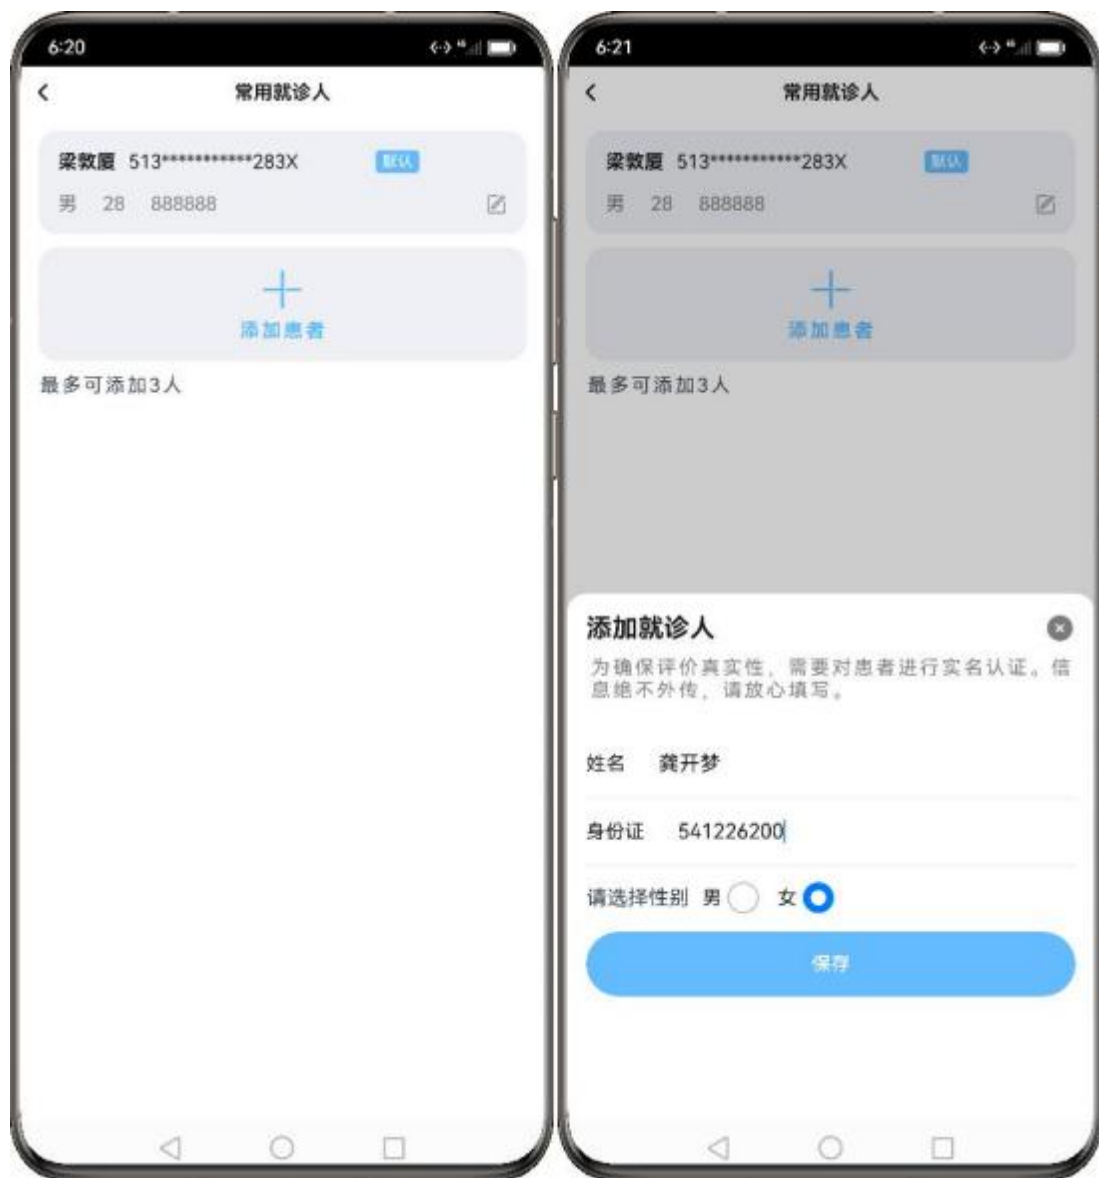 6:20
常用就诊人
梁敦厦 513***********283X 默认
男 28 888888
添加患者
最多可添加3人
6:21
常用就诊人
梁敦厦 513***********283X 默认
男 28 888888
添加患者
最多可添加3人
添加就诊人
为确保评价真实性，需要对患者进行实名认证。信
息绝不外传，请放心填写。
姓名 龚开梦
身份证 541226200
请选择性别 男 女
保存